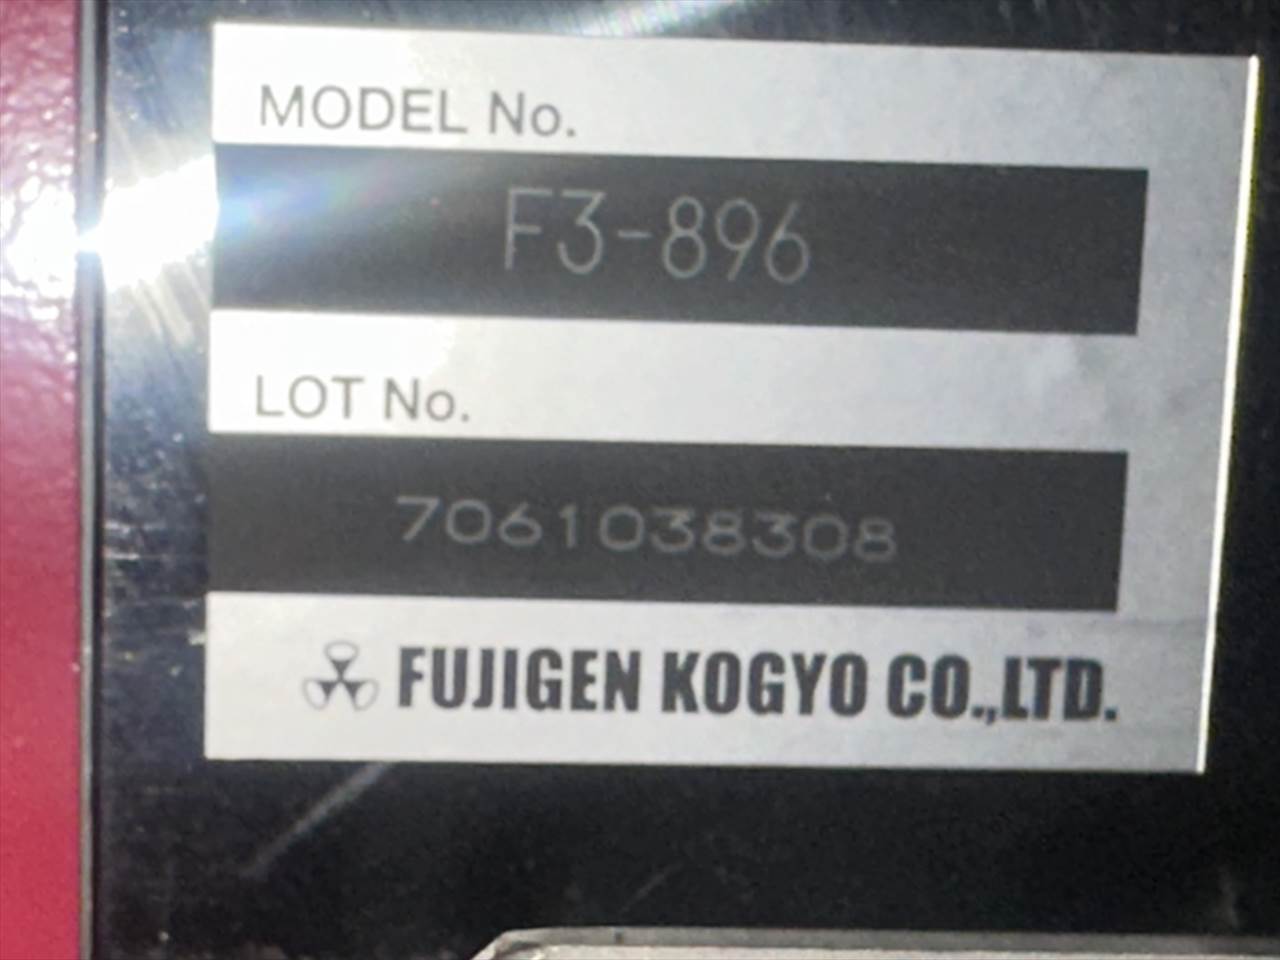 MODEL No.
F3-896
LOT No.
7061038308
FUJIGEN KOGYO CO.,LTD.